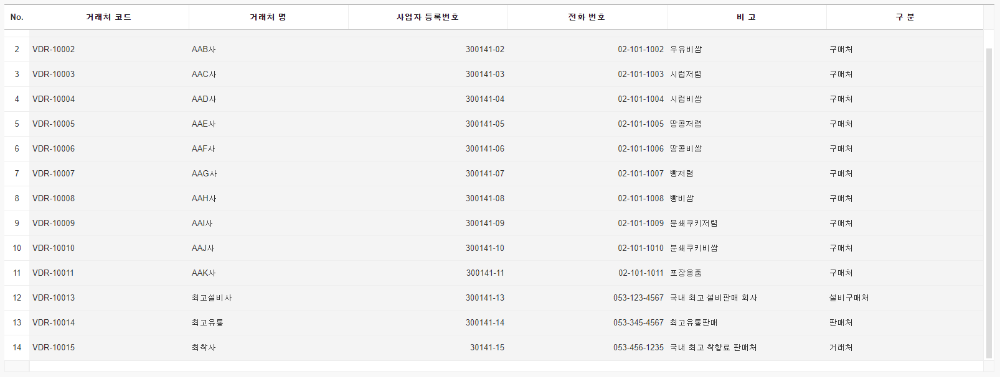 No. 거래처 코드 거래처 명 사업자 등록번호 전화 번호 비 고 구 분
2 VDR-10002 AAB사 300141-02 02-101-1002 우유비쌈 구매처
3 VDR-10003 AAC사 300141-03 02-101-1003 시럽저렴 구매처
4 VDR-10004 AAD사 300141-04 02-101-1004 시럽비쌈 구매처
5 VDR-10005 AAE사 300141-05 02-101-1005 땅콩저렴 구매처
6 VDR-10006 AAF사 300141-06 02-101-1006 땅콩비쌈 구매처
7 VDR-10007 AAG사 300141-07 02-101-1007 빵저렴 구매처
8 VDR-10008 AAH사 300141-08 02-101-1008 빵비쌈 구매처
9 VDR-10009 AAI사 300141-09 02-101-1009 분쇄쿠키저렴 구매처
10 VDR-10010 AAJ사 300141-10 02-101-1010 분쇄쿠키비쌈 구매처
11 VDR-10011 AAK사 300141-11 02-101-1011 포장용품 구매처
12 VDR-10013 최고설비사 300141-13 053-123-4567 국내 최고 설비판매 회사 설비구매처
13 VDR-10014 최고유통 300141-14 053-345-4567 최고유통판매 판매처
14 VDR-10015 최착사 30141-15 053-456-1235 국내 최고 착향료 판매처 거래처